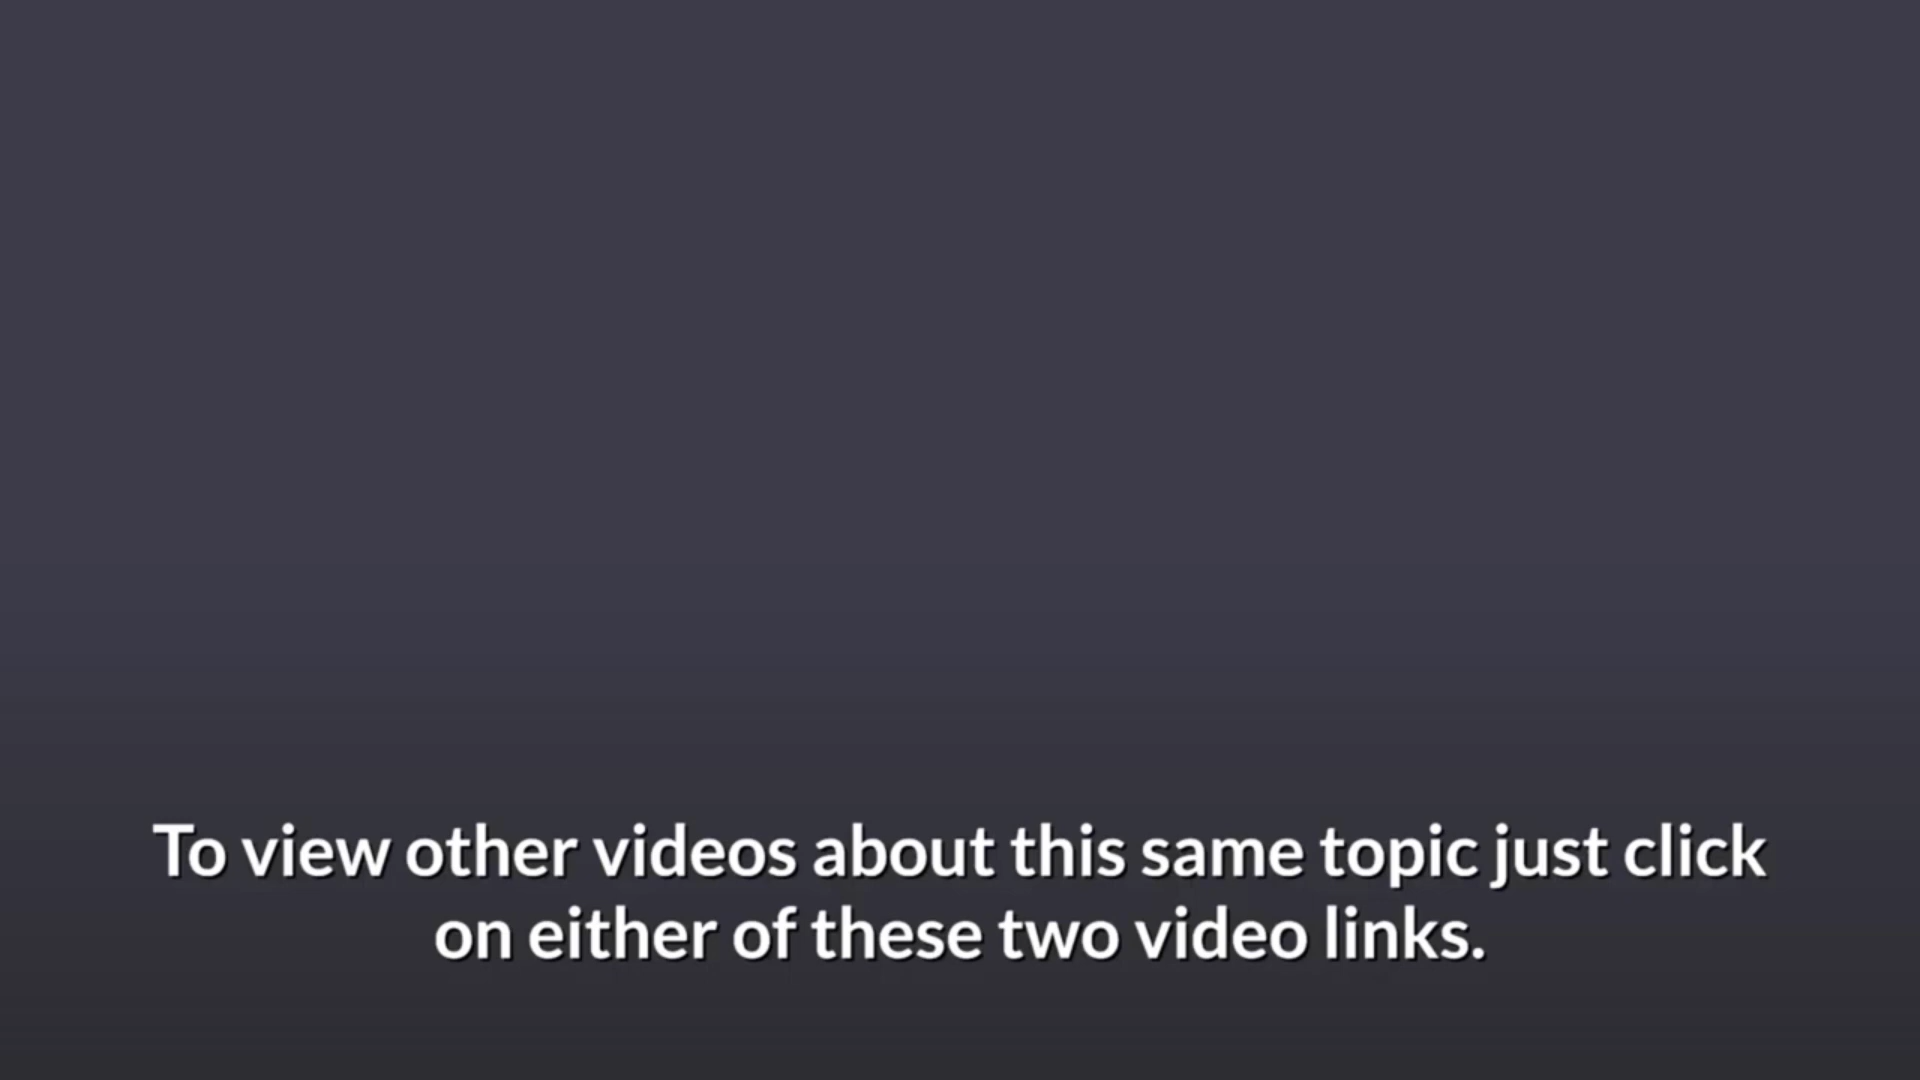 To view other videos about this same topic just click
on either of these two video links.